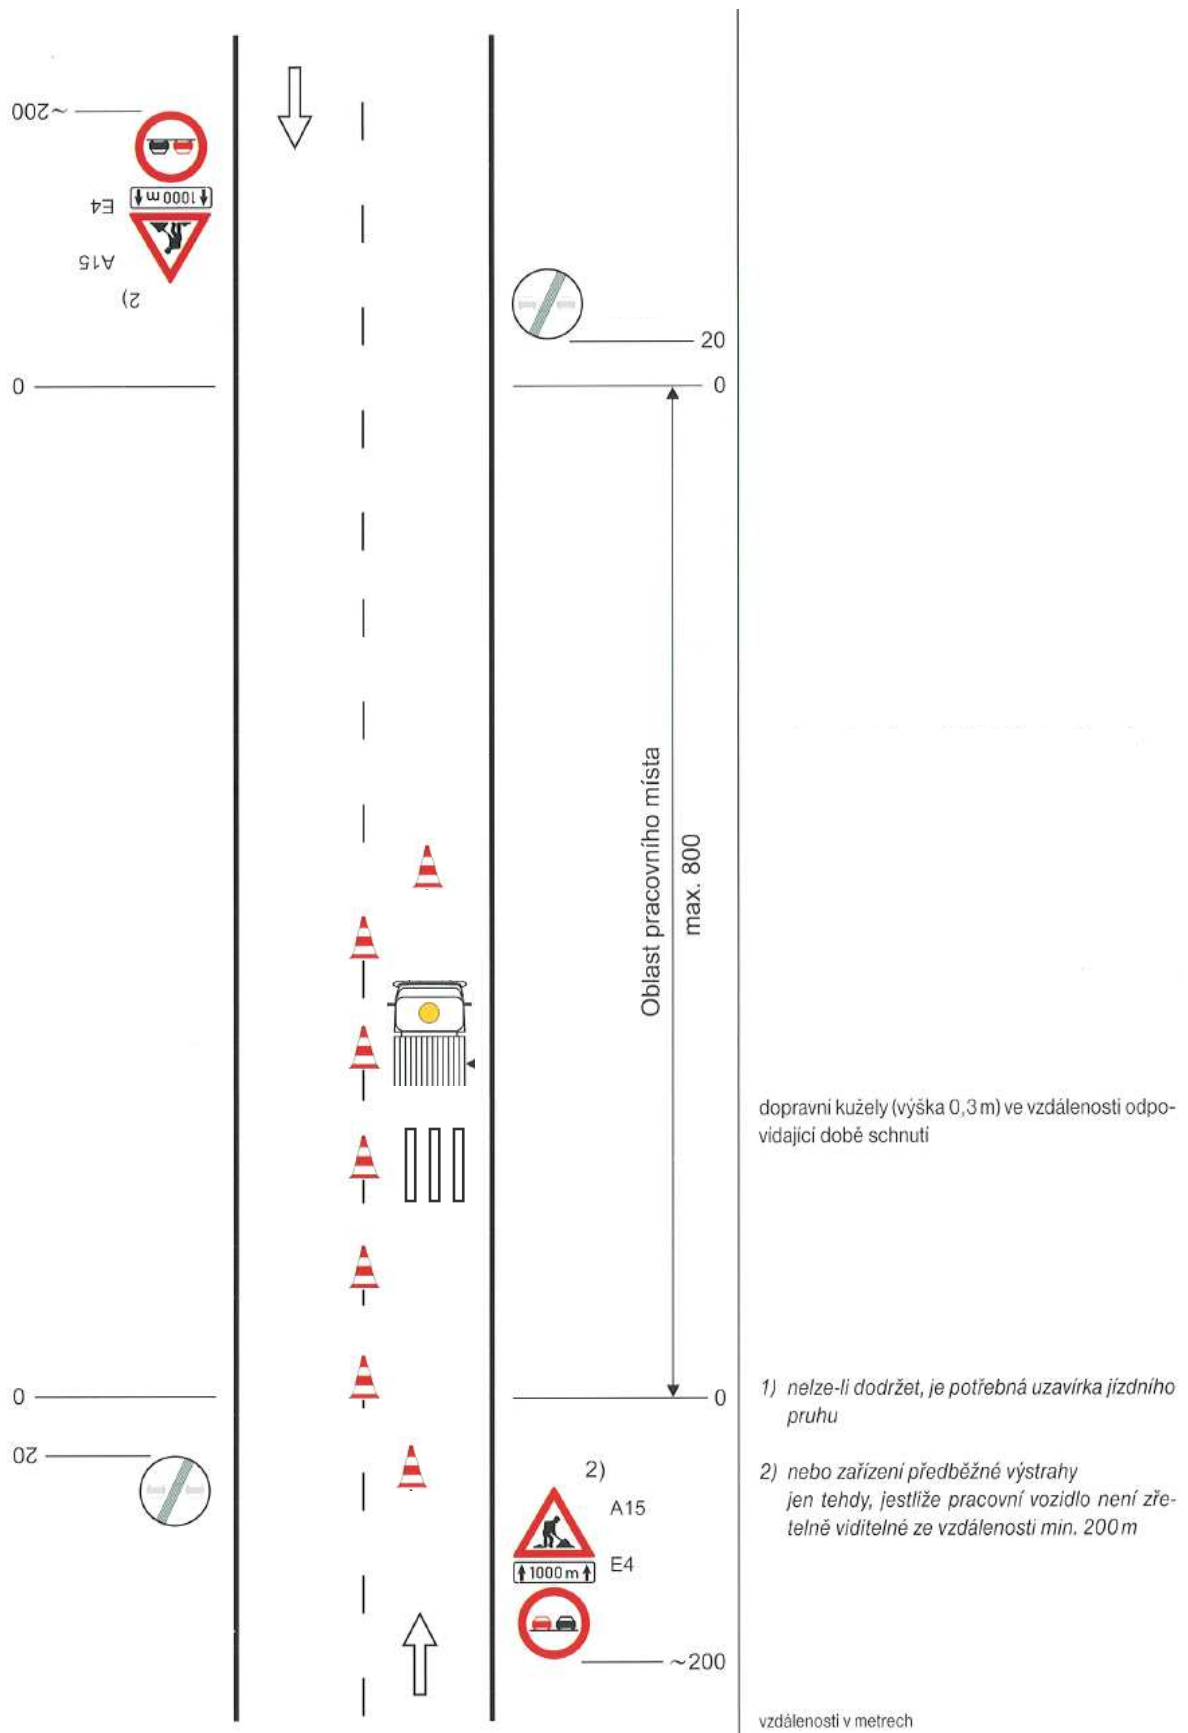 ~200
↓1000 m↓
E4
A15
2)
20
0
0
Oblast pracovního místa
max. 800
dopravní kužely (výška 0,3 m) ve vzdálenosti odpo-
vídající době schnutí
0
0
20
1) nelze-li dodržet, je potřebná uzavírka jízdního
pruhu
2) nebo zařízení předběžné výstrahy
jen tehdy, jestliže pracovní vozidlo není zře-
telně viditelné ze vzdálenosti min. 200 m
2)
A15
↑1000 m↑
E4
~200
vzdálenosti v metrech